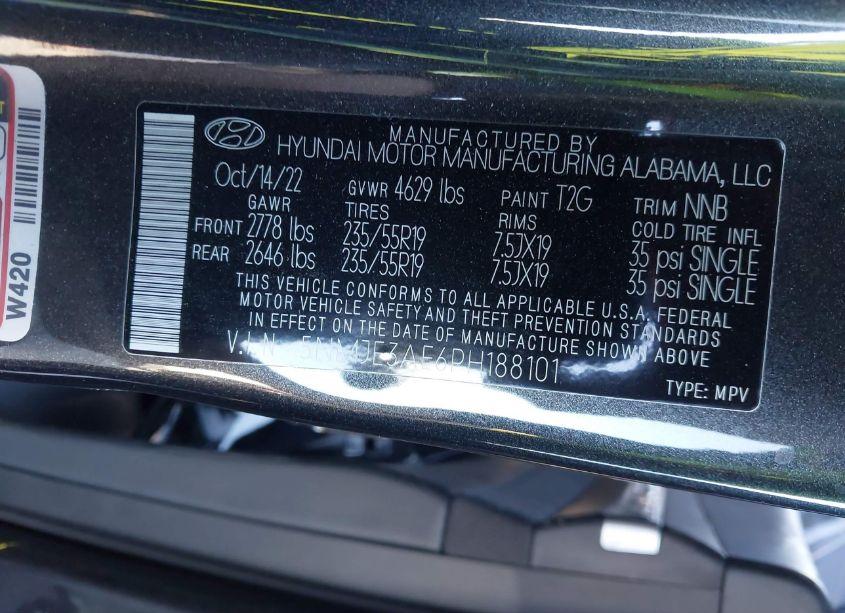 MANUFACTURED BY
HYUNDAI MOTOR MANUFACTURING ALABAMA, LLC
Oct/14/22 GVWR 4629 lbs PAINT T2G TRIM NNB
GAWR TIRES RIMS COLD TIRE INFL
FRONT 2778 lbs 235/55R19 7.5JX19 35 psi SINGLE
REAR 2646 lbs 235/55R19 7.5JX19 35 psi SINGLE
THIS VEHICLE CONFORMS TO ALL APPLICABLE U.S.A. FEDERAL
MOTOR VEHICLE SAFETY AND THEFT PREVENTION STANDARDS
IN EFFECT ON THE DATE OF MANUFACTURE SHOWN ABOVE
TYPE: MPV
W420